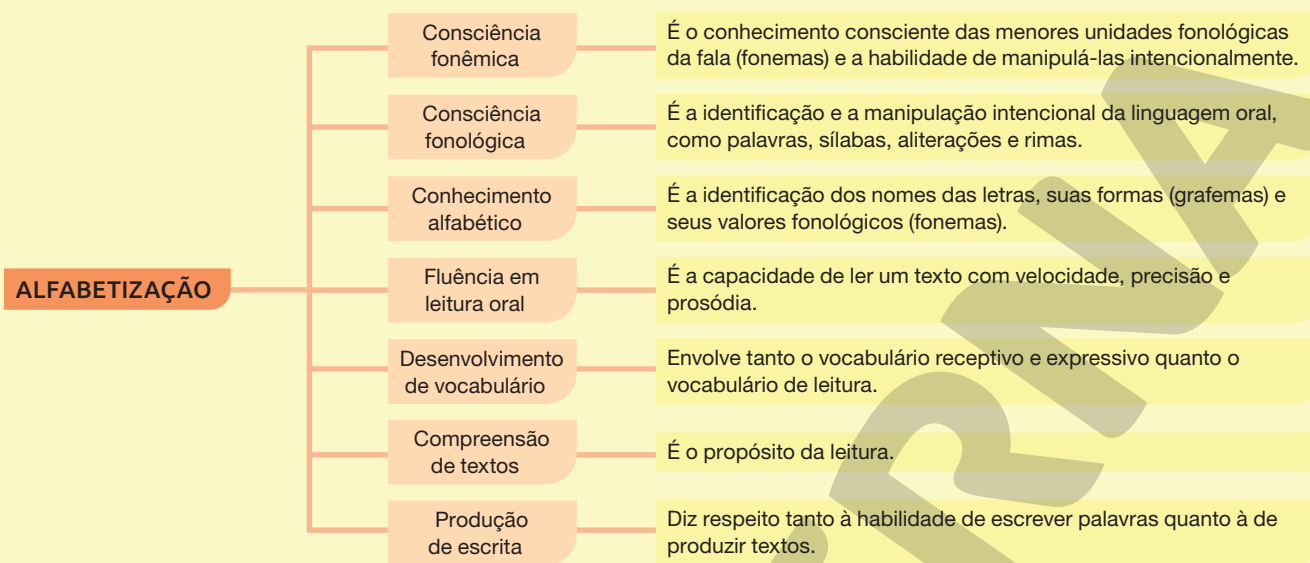 Consciência
fonêmica
É o conhecimento consciente das menores unidades fonológicas
da fala (fonemas) e a habilidade de manipulá-las intencionalmente.
Consciência
fonológica
É a identificação e a manipulação intencional da linguagem oral,
como palavras, sílabas, aliterações e rimas.
Conhecimento
alfabético
É a identificação dos nomes das letras, suas formas (grafemas) e
seus valores fonológicos (fonemas).
ALFABETIZAÇÃO
Fluência em
leitura oral
É a capacidade de ler um texto com velocidade, precisão e
prosódia.
Desenvolvimento
de vocabulário
Envolve tanto o vocabulário receptivo e expressivo quanto o
vocabulário de leitura.
Compreensão
de textos
É o propósito da leitura.
Produção
de escrita
Diz respeito tanto à habilidade de escrever palavras quanto à de
produzir textos.